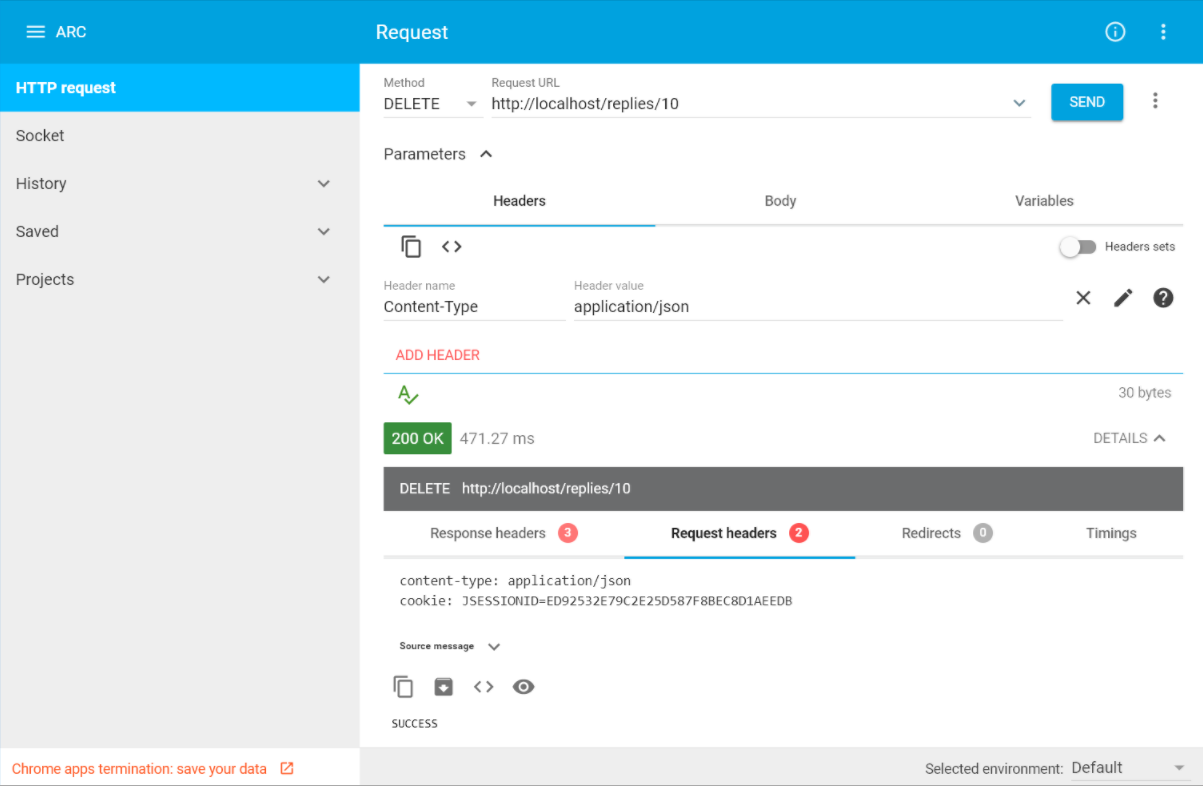 ARC
Request
HTTP request
Socket
History
Saved
Projects
Method
Request URL
DELETE
http://localhost/replies/10
SEND
Parameters
Headers
Body
Variables
Headers sets
Header name
Header value
Content-Type
application/json
ADD HEADER
30 bytes
200 OK
471.27 ms
DETAILS
DELETE http://localhost/replies/10
Response headers 3
Request headers 2
Redirects 0
Timings
content-type: application/json
cookie: JSESSIONID=ED92532E79C2E25D587F8BEC8D1AEEDB
Source message
SUCCESS
Chrome apps termination: save your data
Selected environment: Default